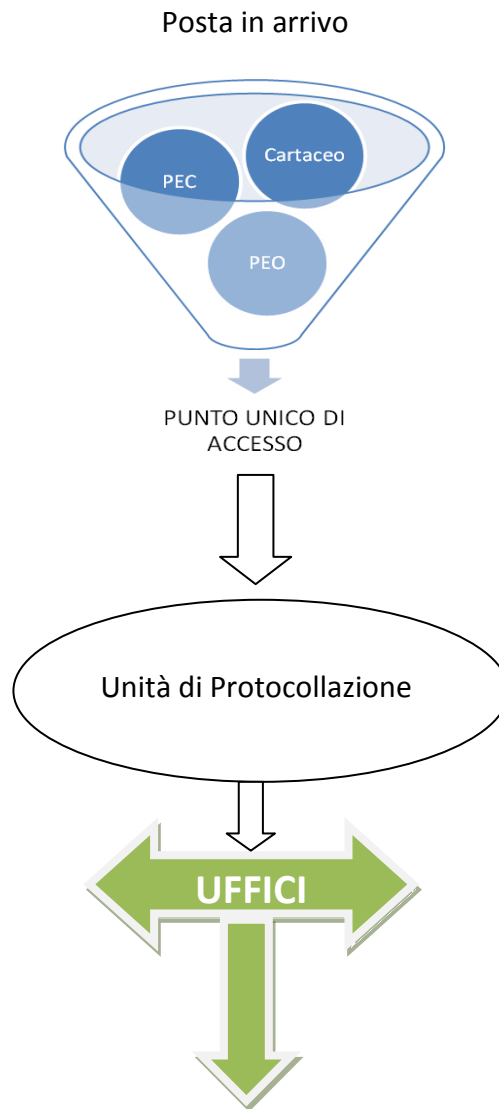 Posta in arrivo
Cartaceo
PEC
PEO
PUNTO UNICO DI
ACCESSO
Unità di Protocollazione
UFFICI